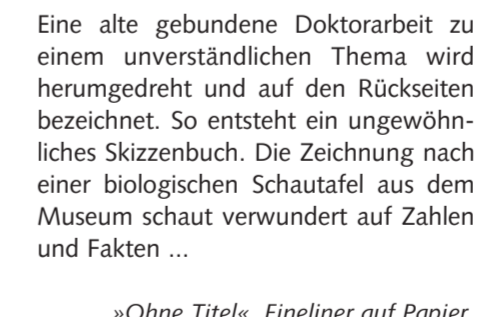 Eine alte gebundene Doktorarbeit zu
einem unverständlichen Thema wird
herumgedreht und auf den Rückseiten
bezeichnet. So entsteht ein ungewöhn-
liches Skizzenbuch. Die Zeichnung nach
einer biologischen Schautafel aus dem
Museum schaut verwundert auf Zahlen
und Fakten ...
»Ohne Titel«, Fineliner auf Papier,